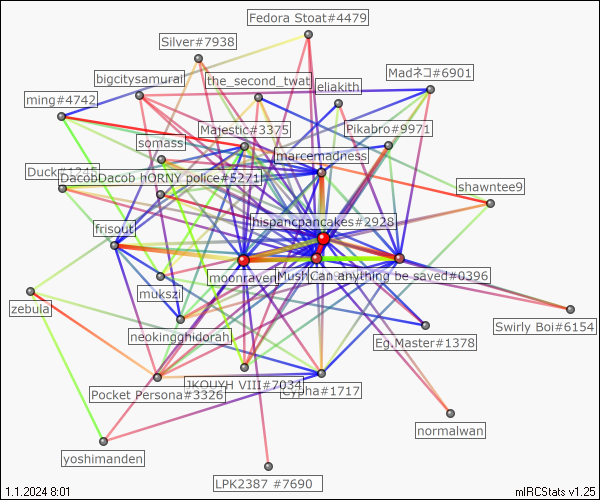 Fedora Stoat#4479
Silver#7938
Madネコ#6901
bigcitysamurai
the_second_twat
eliakith
ming#4742
Majestic#3375
Pikabro#9971
somass
marcemadness
Duck#1245
DacobDacob hORNY police#5271
shawntee9
hispancpancakes#2928
frisout
moonraven
Mush
Can anything be saved#0396
mukszi
zebula
neokingghidorah
Swirly Boi#6154
Eg.Master#1378
JKOUYH VIII#7034
Cypha#1717
Pocket Persona#3326
normalwan
yoshimanden
LPK2387 #7690
1.1.2024 8:01
mIRCStats v1.25